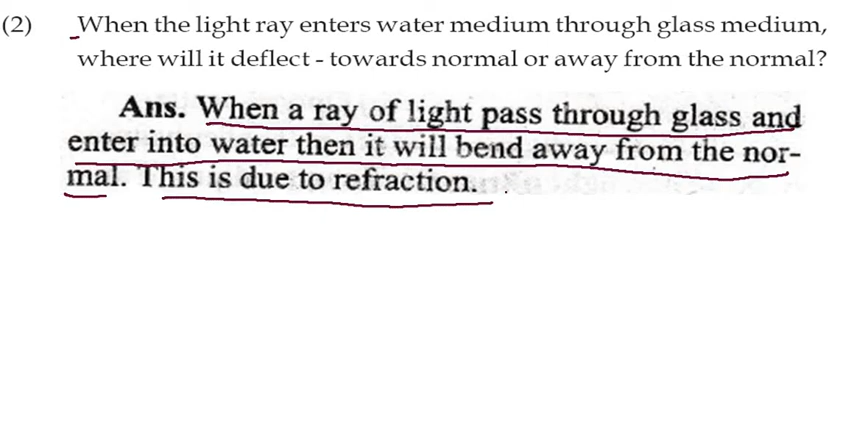 (2) When the light ray enters water medium through glass medium,
where will it deflect - towards normal or away from the normal?
Ans. When a ray of light pass through glass and
enter into water then it will bend away from the nor-
mal. This is due to refraction.